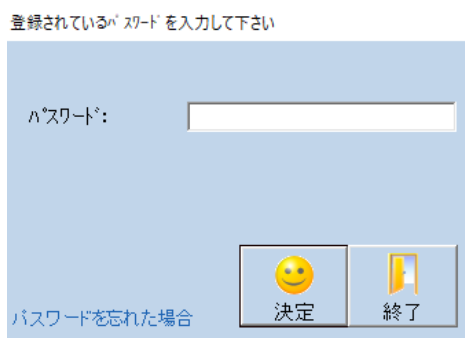 登録されているﾊﾟｽﾜｰﾄﾞを入力して下さい
ﾊﾟｽﾜｰﾄﾞ:
決定
終了
パスワードを忘れた場合